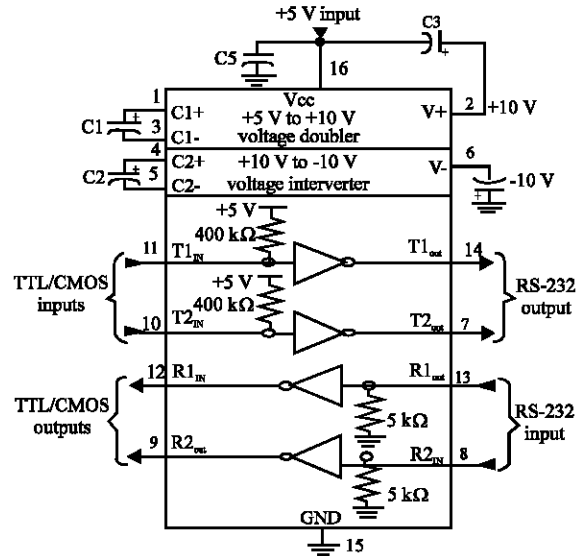 +5 V input
C3
C5
16
1
C1+
Vcc
V+
2
+10 V
+5 V to +10 V
C1
3
C1-
voltage doubler
4
C2+
+10 V to -10 V
V-
6
C2
5
C2-
voltage interverter
-10 V
+5 V
400 kΩ
11
T1IN
T1out
14
TTL/CMOS
inputs
+5 V
400 kΩ
RS-232
output
10
T2IN
T2out
7
12
R1IN
R1out
13
TTL/CMOS
outputs
5 kΩ
RS-232
input
9
R2out
R2IN
8
5 kΩ
GND
15